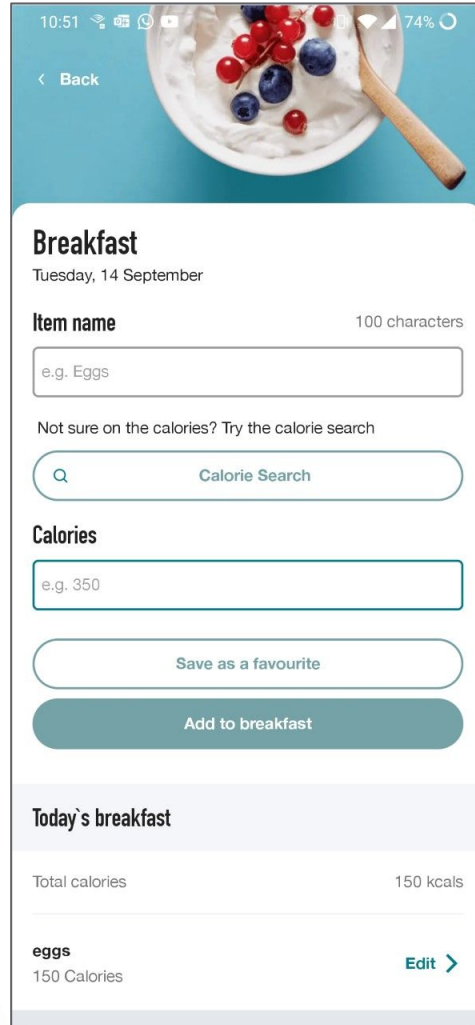 10:51 74%
Back
Breakfast
Tuesday, 14 September
Item name 100 characters
e.g. Eggs
Not sure on the calories? Try the calorie search
Calorie Search
Calories
e.g. 350
Save as a favourite
Add to breakfast
Today`s breakfast
Total calories 150 kcals
eggs
Edit
150 Calories